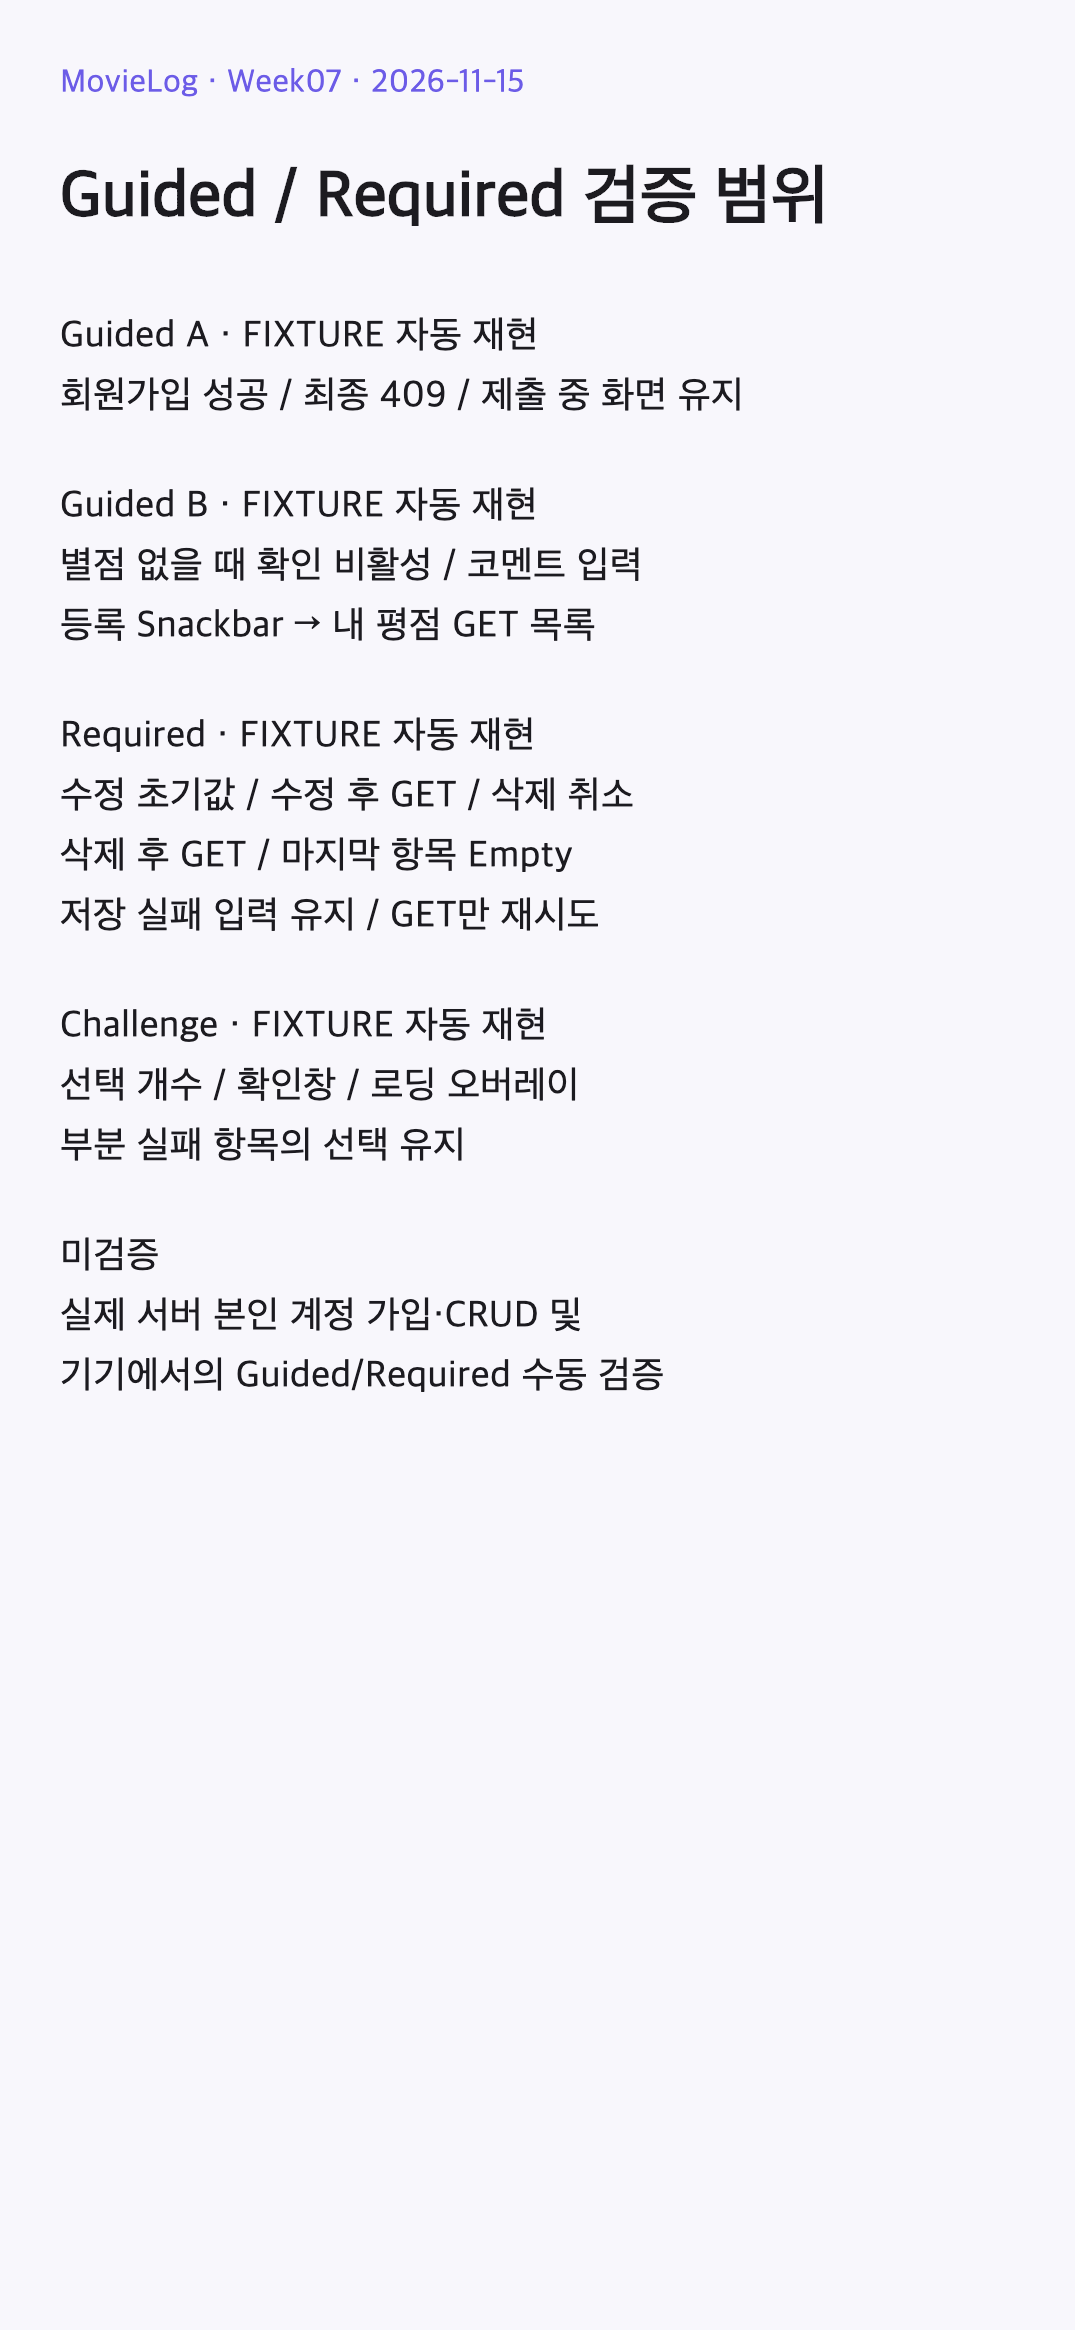 MovieLog · Week07 · 2026-11-15
Guided / Required 검증 범위
Guided A · FIXTURE 자동 재현
회원가입 성공 / 최종 409 / 제출 중 화면 유지
Guided B · FIXTURE 자동 재현
별점 없을 때 확인 비활성 / 코멘트 입력
등록 Snackbar → 내 평점 GET 목록
Required · FIXTURE 자동 재현
수정 초기값 / 수정 후 GET / 삭제 취소
삭제 후 GET / 마지막 항목 Empty
저장 실패 입력 유지 / GET만 재시도
Challenge · FIXTURE 자동 재현
선택 개수 / 확인창 / 로딩 오버레이
부분 실패 항목의 선택 유지
미검증
실제 서버 본인 계정 가입·CRUD 및
기기에서의 Guided/Required 수동 검증